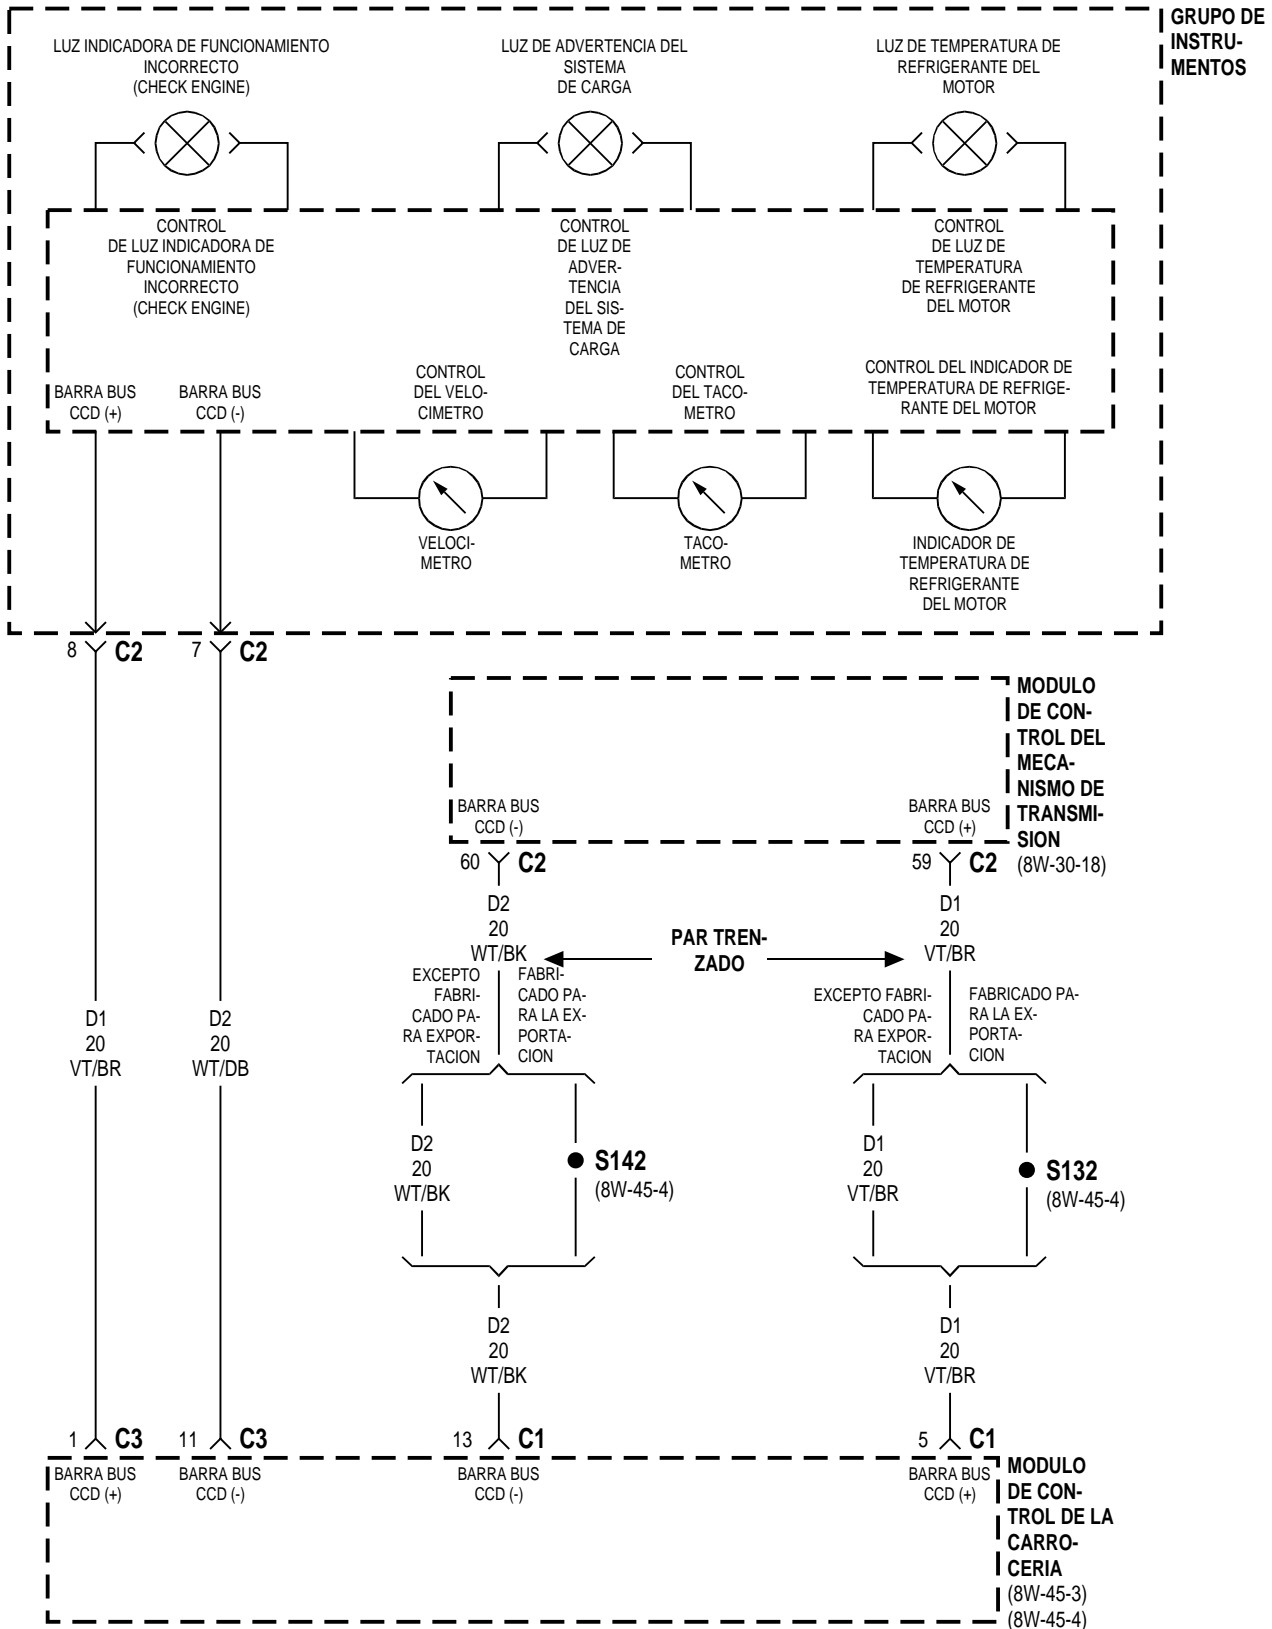 GRUPO DE
INSTRU-
MENTOS
LUZ INDICADORA DE FUNCIONAMIENTO
INCORRECTO
(CHECK ENGINE)
LUZ DE ADVERTENCIA DEL
SISTEMA
DE CARGA
LUZ DE TEMPERATURA DE
REFRIGERANTE DEL
MOTOR
CONTROL
DE LUZ INDICADORA DE
FUNCIONAMIENTO
INCORRECTO
(CHECK ENGINE)
CONTROL
DE LUZ DE
ADVER-
TENCIA
DEL SIS-
TEMA DE
CARGA
CONTROL
DE LUZ DE
TEMPERATURA
DE REFRIGERANTE
DEL MOTOR
BARRA BUS
CCD (+)
BARRA BUS
CCD (-)
CONTROL
DEL VELO-
CIMETRO
CONTROL
DEL TACO-
METRO
CONTROL DEL INDICADOR DE
TEMPERATURA DE REFRIGE-
RANTE DEL MOTOR
VELOCI-
METRO
TACO-
METRO
INDICADOR DE
TEMPERATURA DE
REFRIGERANTE
DEL MOTOR
8 C2
7 C2
MODULO
DE CON-
TROL DEL
MECA-
NISMO DE
TRANSMI-
SION
(8W-30-18)
BARRA BUS
CCD (-)
BARRA BUS
CCD (+)
60 C2
59 C2
D2
20
WT/BK
PAR TREN-
ZADO
D1
20
VT/BR
EXCEPTO
FABRI-
CADO PA-
RA EXPOR-
TACION
FABRI-
CADO PA-
RA LA EX-
PORTA-
CION
EXCEPTO FABRI-
CADO PA-
RA EXPOR-
TACION
FABRICADO PA-
RA LA EX-
PORTA-
CION
D1
20
VT/BR
D2
20
WT/DB
D2
20
WT/BK
S142
(8W-45-4)
D1
20
VT/BR
S132
(8W-45-4)
D2
20
WT/BK
D1
20
VT/BR
1 C3
11 C3
13 C1
5 C1
BARRA BUS
CCD (+)
BARRA BUS
CCD (-)
BARRA BUS
CCD (-)
BARRA BUS
CCD (+)
MODULO
DE CON-
TROL DE LA
CARRO-
CERIA
(8W-45-3)
(8W-45-4)